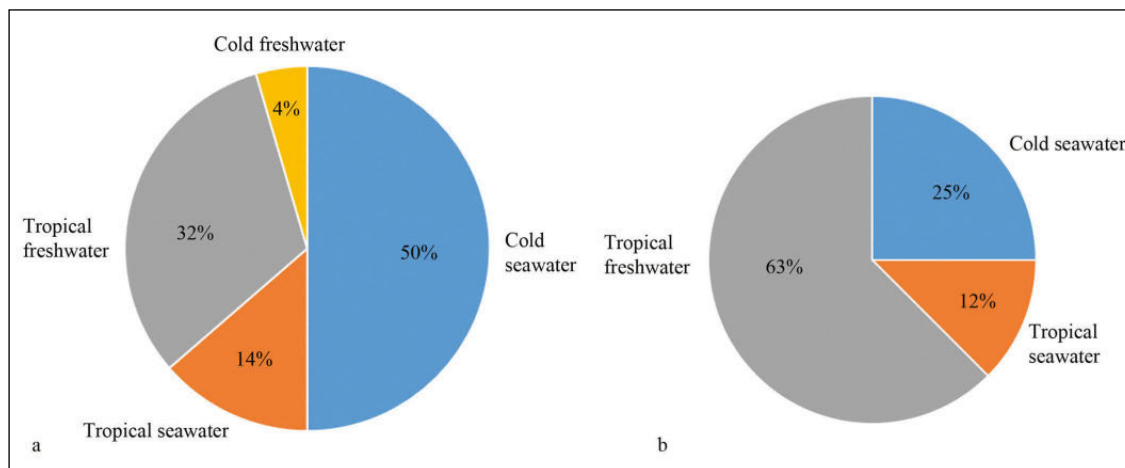 Cold freshwater
4%
Tropical
freshwater
32%
50%
Cold
seawater
14%
Tropical seawater
a
Cold seawater
25%
Tropical
freshwater
63%
12%
Tropical
seawater
b